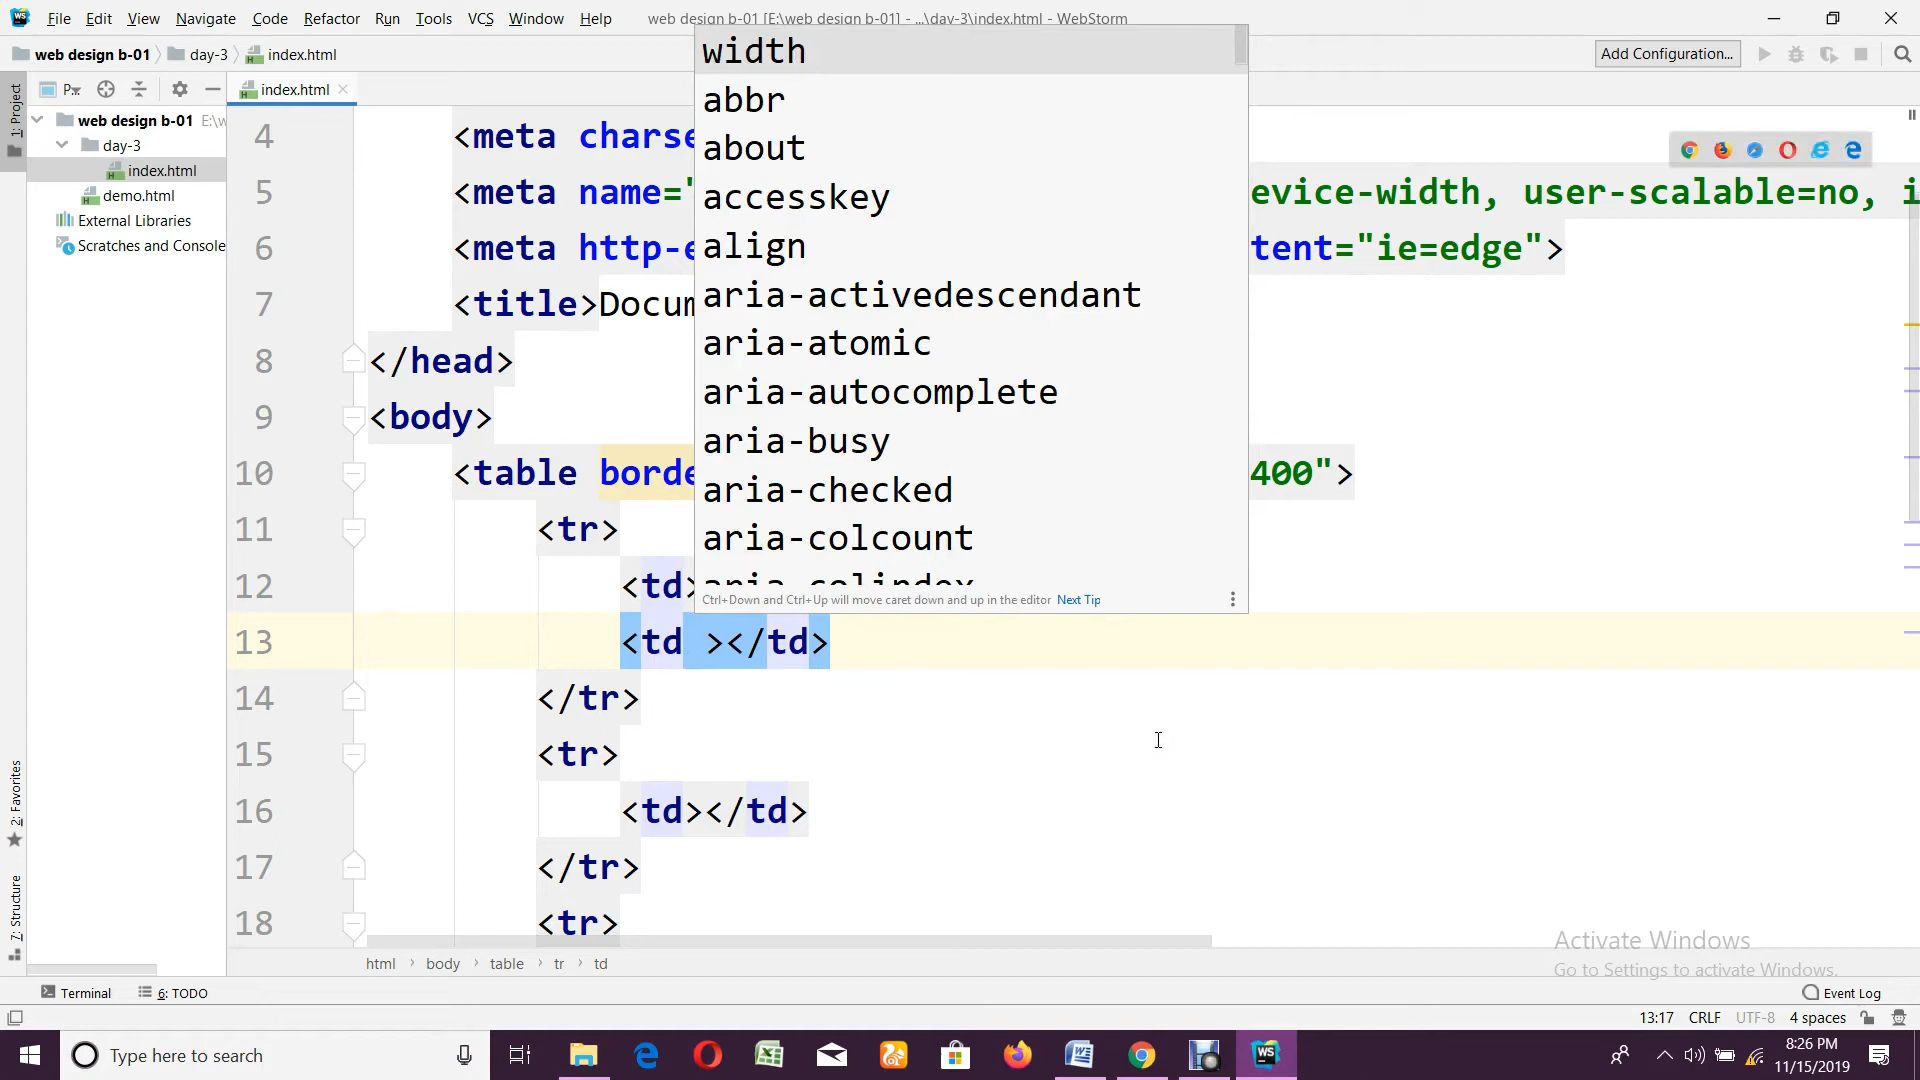 File Edit View Navigate Code Refactor Run Tools VCS Window Help web design b-01 [E:\web design b-01] - ...\day-3\index.html - WebStorm
web design b-01 day-3 index.html Add Configuration...
1: Project P... index.html
web design b-01 E:\w
day-3
index.html
demo.html
External Libraries
Scratches and Console
2: Favorites
7: Structure
4 <meta charse
5 <meta name=" evice-width, user-scalable=no, i
6 <meta http-e tent="ie=edge">
7 <title>Docum
8 </head>
9 <body>
10 <table borde 400">
11 <tr>
12 <td>
13 <td ></td>
14 </tr>
15 <tr>
16 <td></td>
17 </tr>
18 <tr>
width
abbr
about
accesskey
align
aria-activedescendant
aria-atomic
aria-autocomplete
aria-busy
aria-checked
aria-colcount
aria-colindex
Ctrl+Down and Ctrl+Up will move caret down and up in the editor Next Tip
html body table tr td
Activate Windows
Go to Settings to activate Windows.
Terminal 6: TODO Event Log
13:17 CRLF UTF-8 4 spaces
Type here to search
WS
8:26 PM
11/15/2019